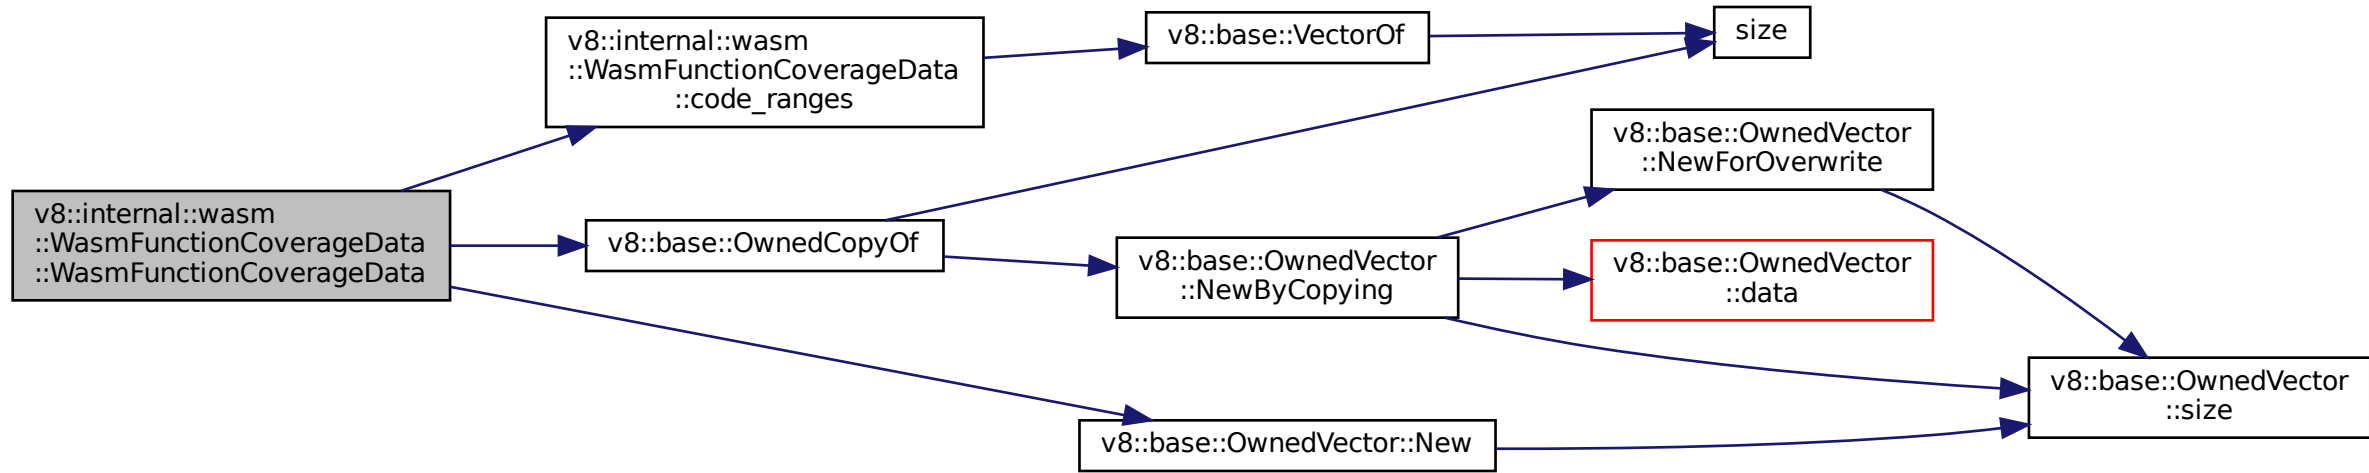 v8::internal::wasm
::WasmFunctionCoverageData
::WasmFunctionCoverageData
v8::internal::wasm
::WasmFunctionCoverageData
::code_ranges
v8::base::VectorOf
size
v8::base::OwnedCopyOf
v8::base::OwnedVector
::NewByCopying
v8::base::OwnedVector
::NewForOverwrite
v8::base::OwnedVector
::data
v8::base::OwnedVector
::size
v8::base::OwnedVector::New